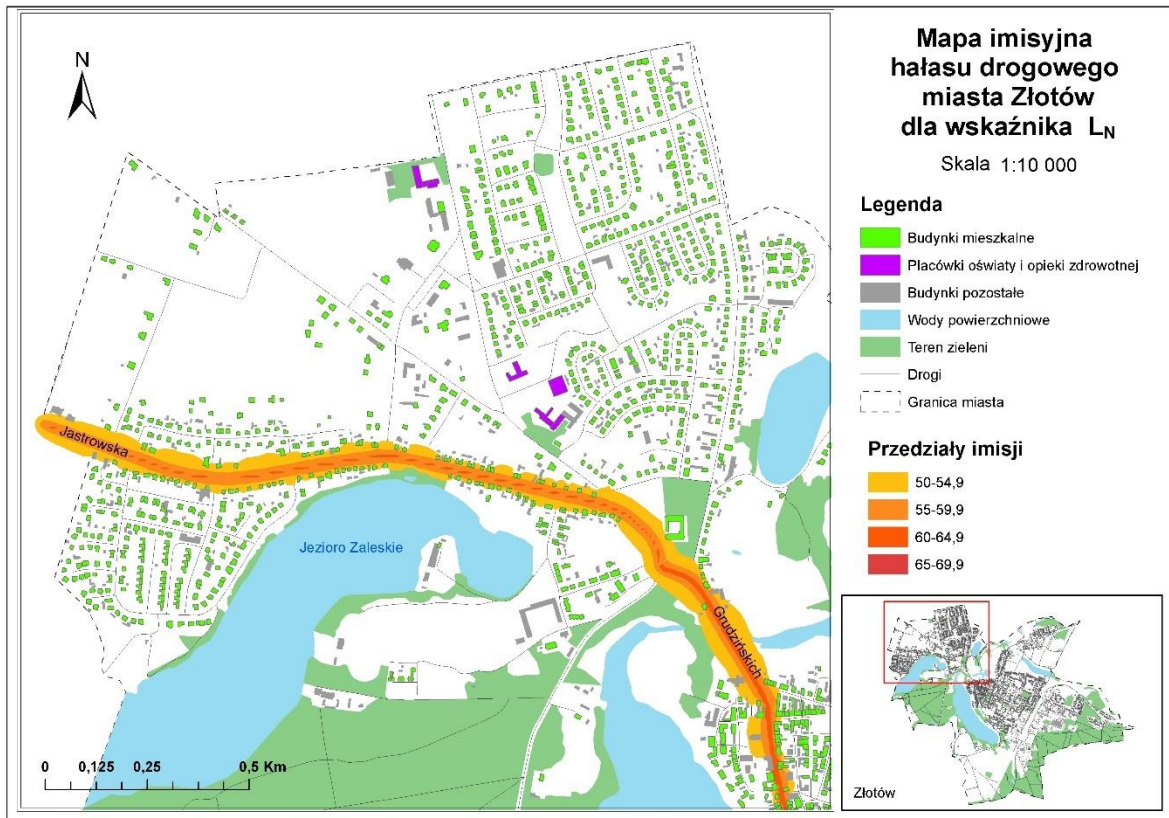 Mapa imisyjna
hałasu drogowego
miasta Złotów
dla wskaźnika LN
Skala 1:10 000
Legenda
Budynki mieszkalne
Placówki oświaty i opieki zdrowotnej
Budynki pozostałe
Wody powierzchniowe
Teren zieleni
Drogi
Granica miasta
Przedziały imisji
50-54,9
55-59,9
60-64,9
65-69,9
Złotów
N
Jastrowska
Jezioro Zaleskie
Grudzińskich
0 0,125 0,25 0,5 Km